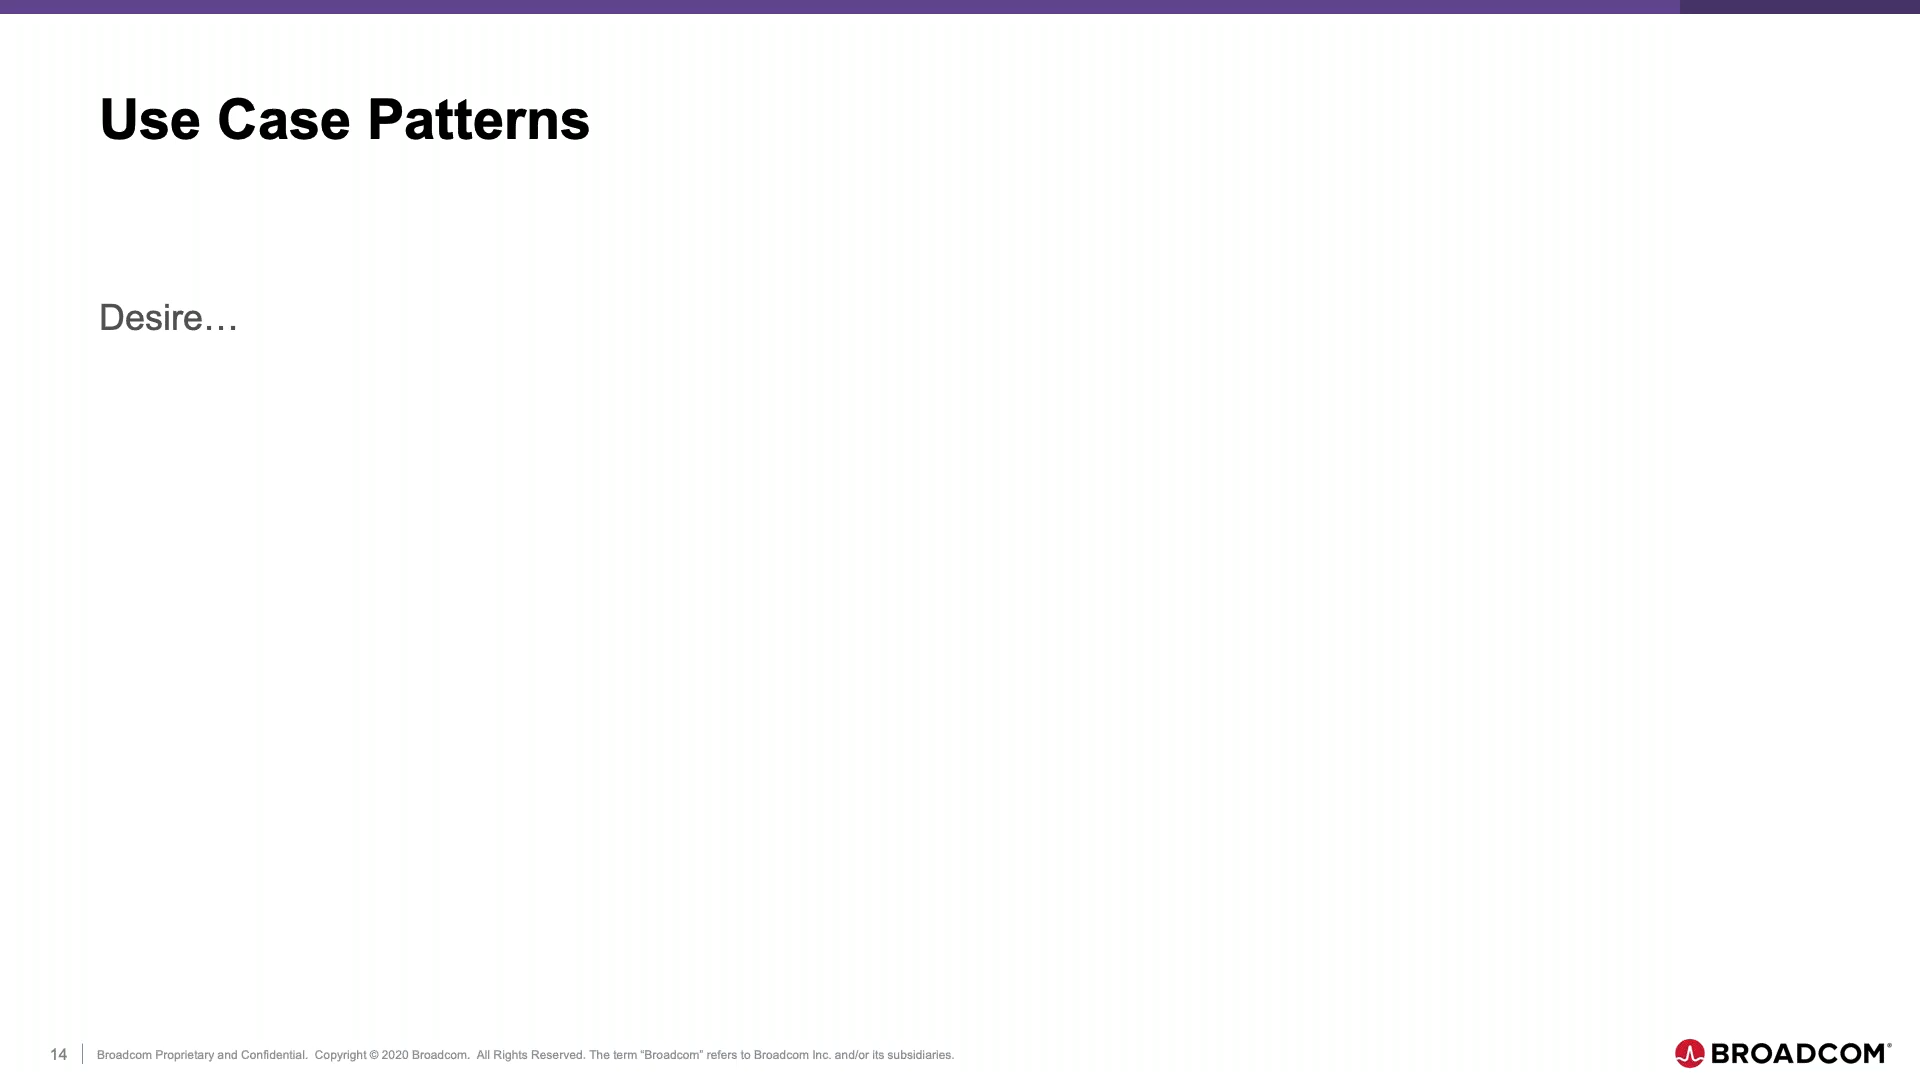 Use Case Patterns
Desire…
14
Broadcom Proprietary and Confidential.  Copyright © 2020 Broadcom.  All Rights Reserved. The term “Broadcom” refers to Broadcom Inc. and/or its subsidiaries.
BROADCOM®